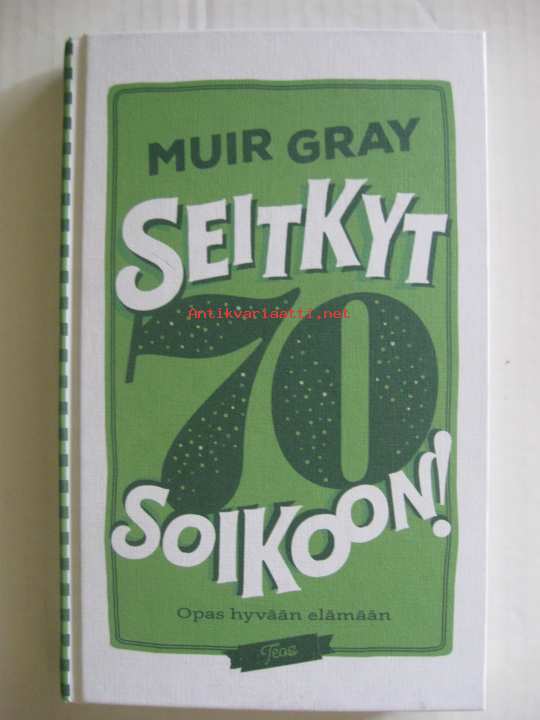 MUIR GRAY
SEITKYT
70
Antikvariaatti.net
SOIKOON!
Opas hyvään elämään
Teos